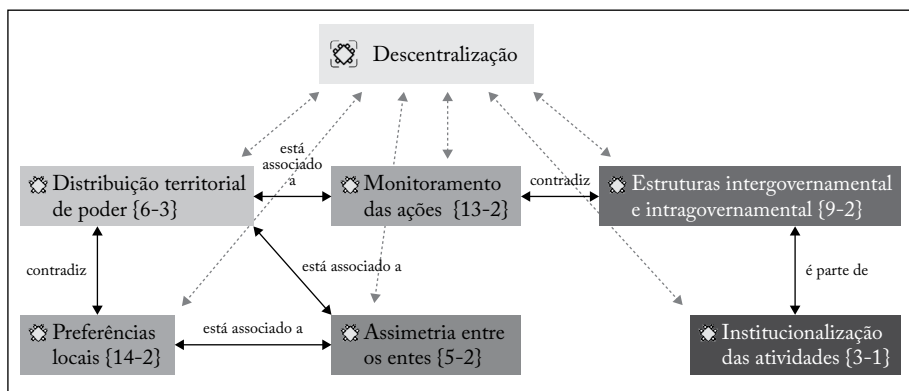 Descentralização
está
associado
a
Distribuição territorial
de poder {6-3}
Monitoramento
das ações {13-2}
contradiz
Estruturas intergovernamental
e intragovernamental {9-2}
contradiz
está associado a
é parte de
Preferências
locais {14-2}
está associado a
Assimetria entre
os entes {5-2}
Institucionalização
das atividades {3-1}